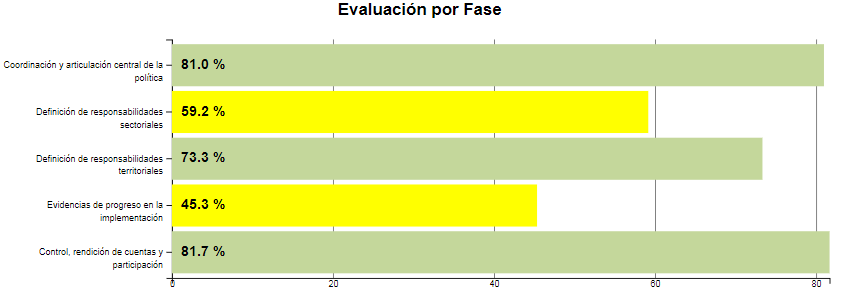 Evaluación por Fase
Coordinación y articulación central de la
política
81.0 %
Definición de responsabilidades
sectoriales
59.2 %
Definición de responsabilidades
territoriales
73.3 %
Evidencias de progreso en la
implementación
45.3 %
Control, rendición de cuentas y
participación
81.7 %
0 20 40 60 80